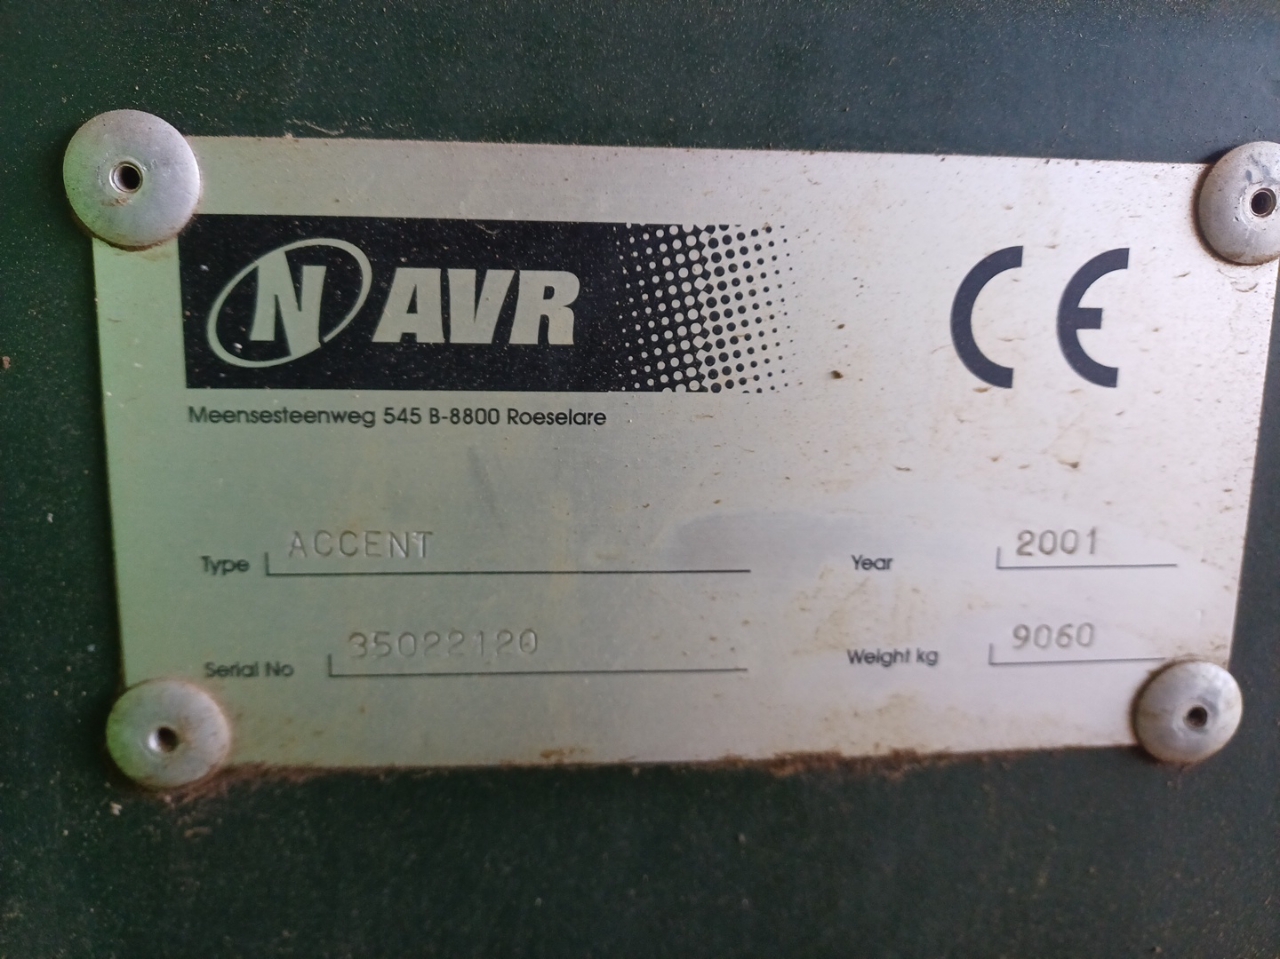 N AVR
CE
Meensesteenweg 545 B-8800 Roeselare
Type ACCENT
Year 2001
Serial No 35022120
Weight kg 9060